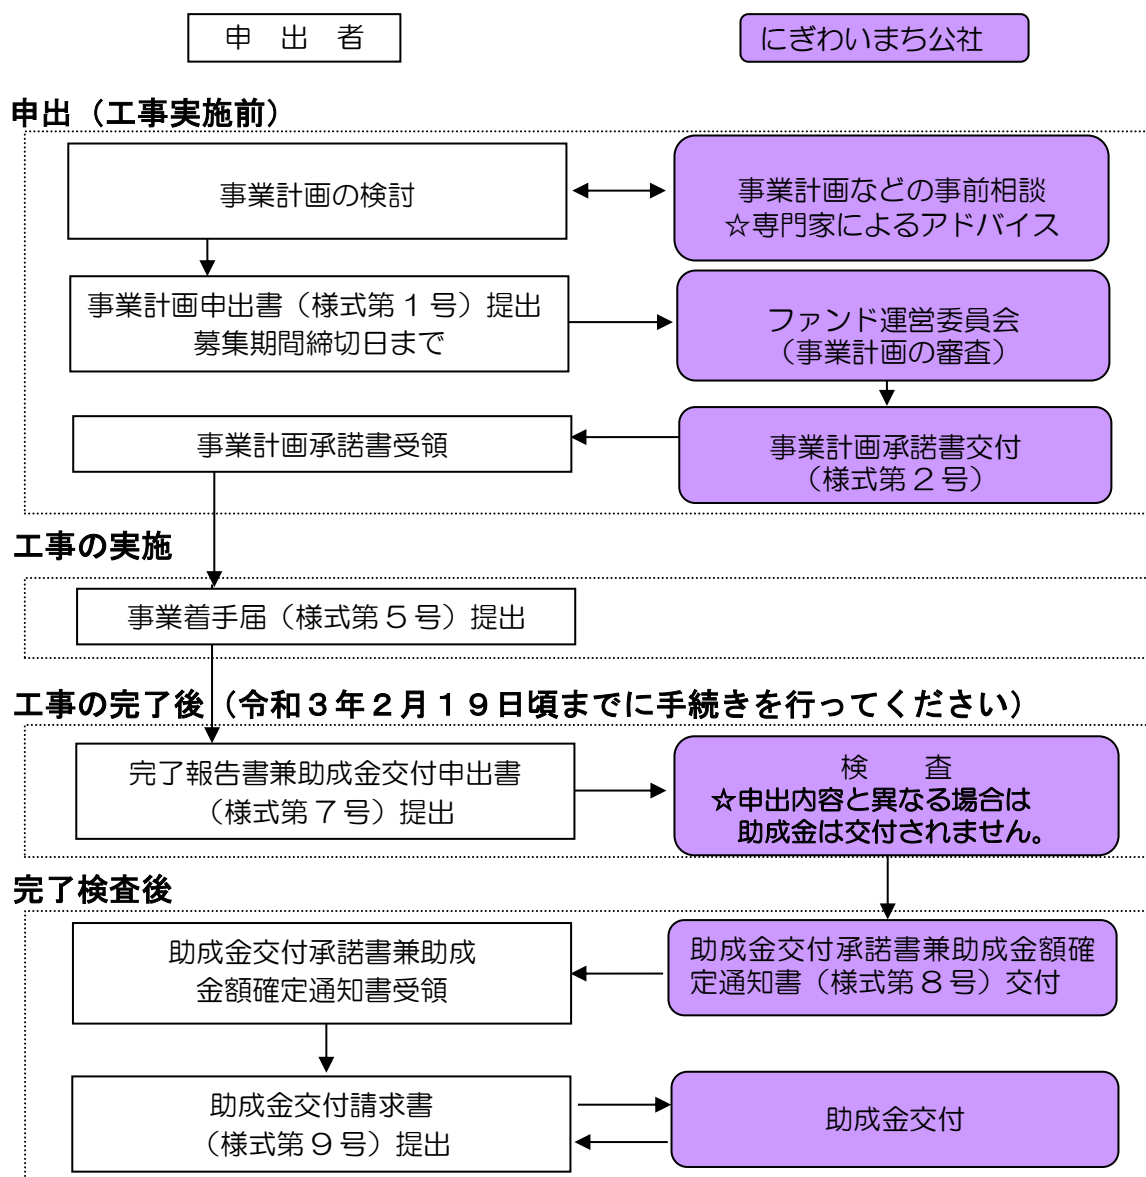 申　出　者
にぎわいまち公社
申出（工事実施前）
事業計画の検討
事業計画などの事前相談
☆専門家によるアドバイス
事業計画申出書（様式第１号）提出
募集期間締切日まで
ファンド運営委員会
（事業計画の審査）
事業計画承諾書受領
事業計画承諾書交付
（様式第２号）
工事の実施
事業着手届（様式第５号）提出
工事の完了後（令和３年２月１９日頃までに手続きを行ってください）
完了報告書兼助成金交付申出書
（様式第７号）提出
検　　査
☆申出内容と異なる場合は
助成金は交付されません。
完了検査後
助成金交付承諾書兼助成
金額確定通知書受領
助成金交付承諾書兼助成金額確
定通知書（様式第８号）交付
助成金交付請求書
（様式第９号）提出
助成金交付